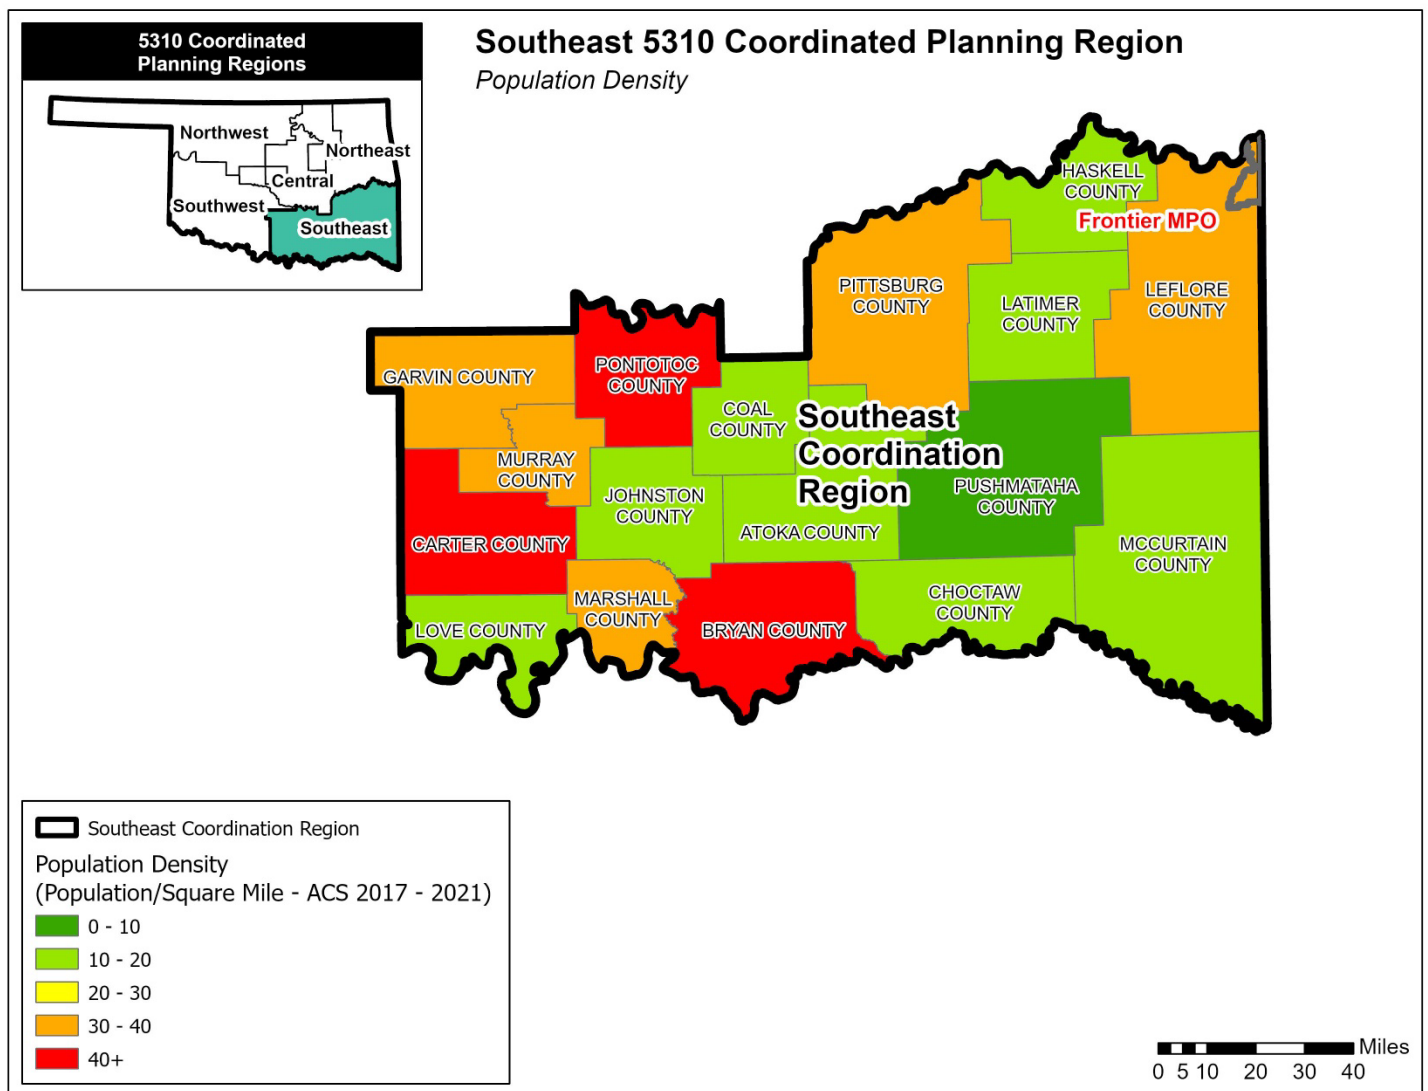 5310 Coordinated
Planning Regions
Northwest
Northeast
Central
Southwest
Southeast
Southeast 5310 Coordinated Planning Region
Population Density
HASKELL
COUNTY
Frontier MPO
PITTSBURG
COUNTY
LATIMER
COUNTY
LEFLORE
COUNTY
GARVIN COUNTY
PONTOTOC
COUNTY
COAL
COUNTY
Southeast
Coordination
Region
MURRAY
COUNTY
JOHNSTON
COUNTY
ATOKA COUNTY
PUSHMATAHA
COUNTY
CARTER COUNTY
MCCURTAIN
COUNTY
MARSHALL
COUNTY
CHOCTAW
COUNTY
LOVE COUNTY
BRYAN COUNTY
Southeast Coordination Region
Population Density
(Population/Square Mile - ACS 2017 - 2021)
0 - 10
10 - 20
20 - 30
30 - 40
40+
Miles
0 5 10 20 30 40